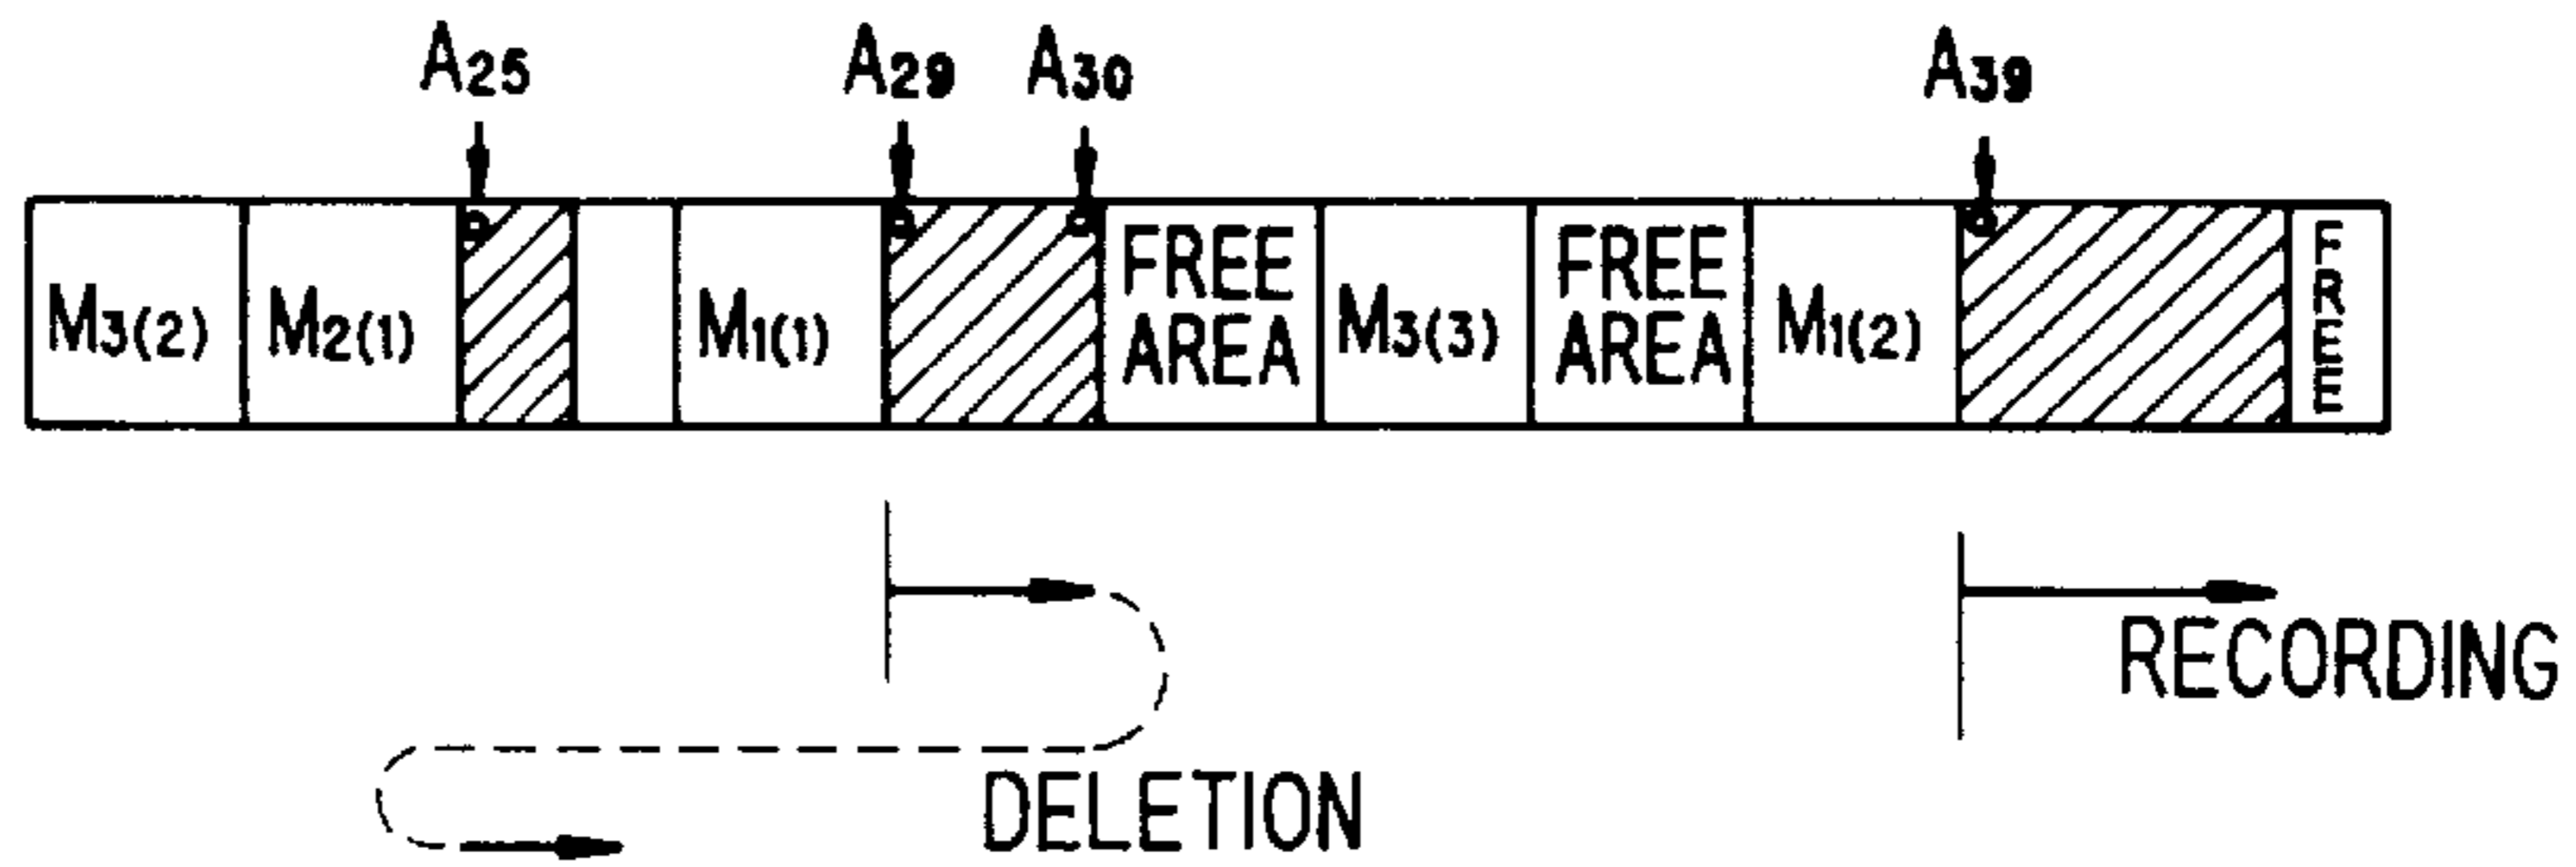 A25 A29 A30 A39
M3(2) M2(1) M1(1) FREE AREA M3(3) FREE AREA M1(2) FREE
RECORDING
DELETION